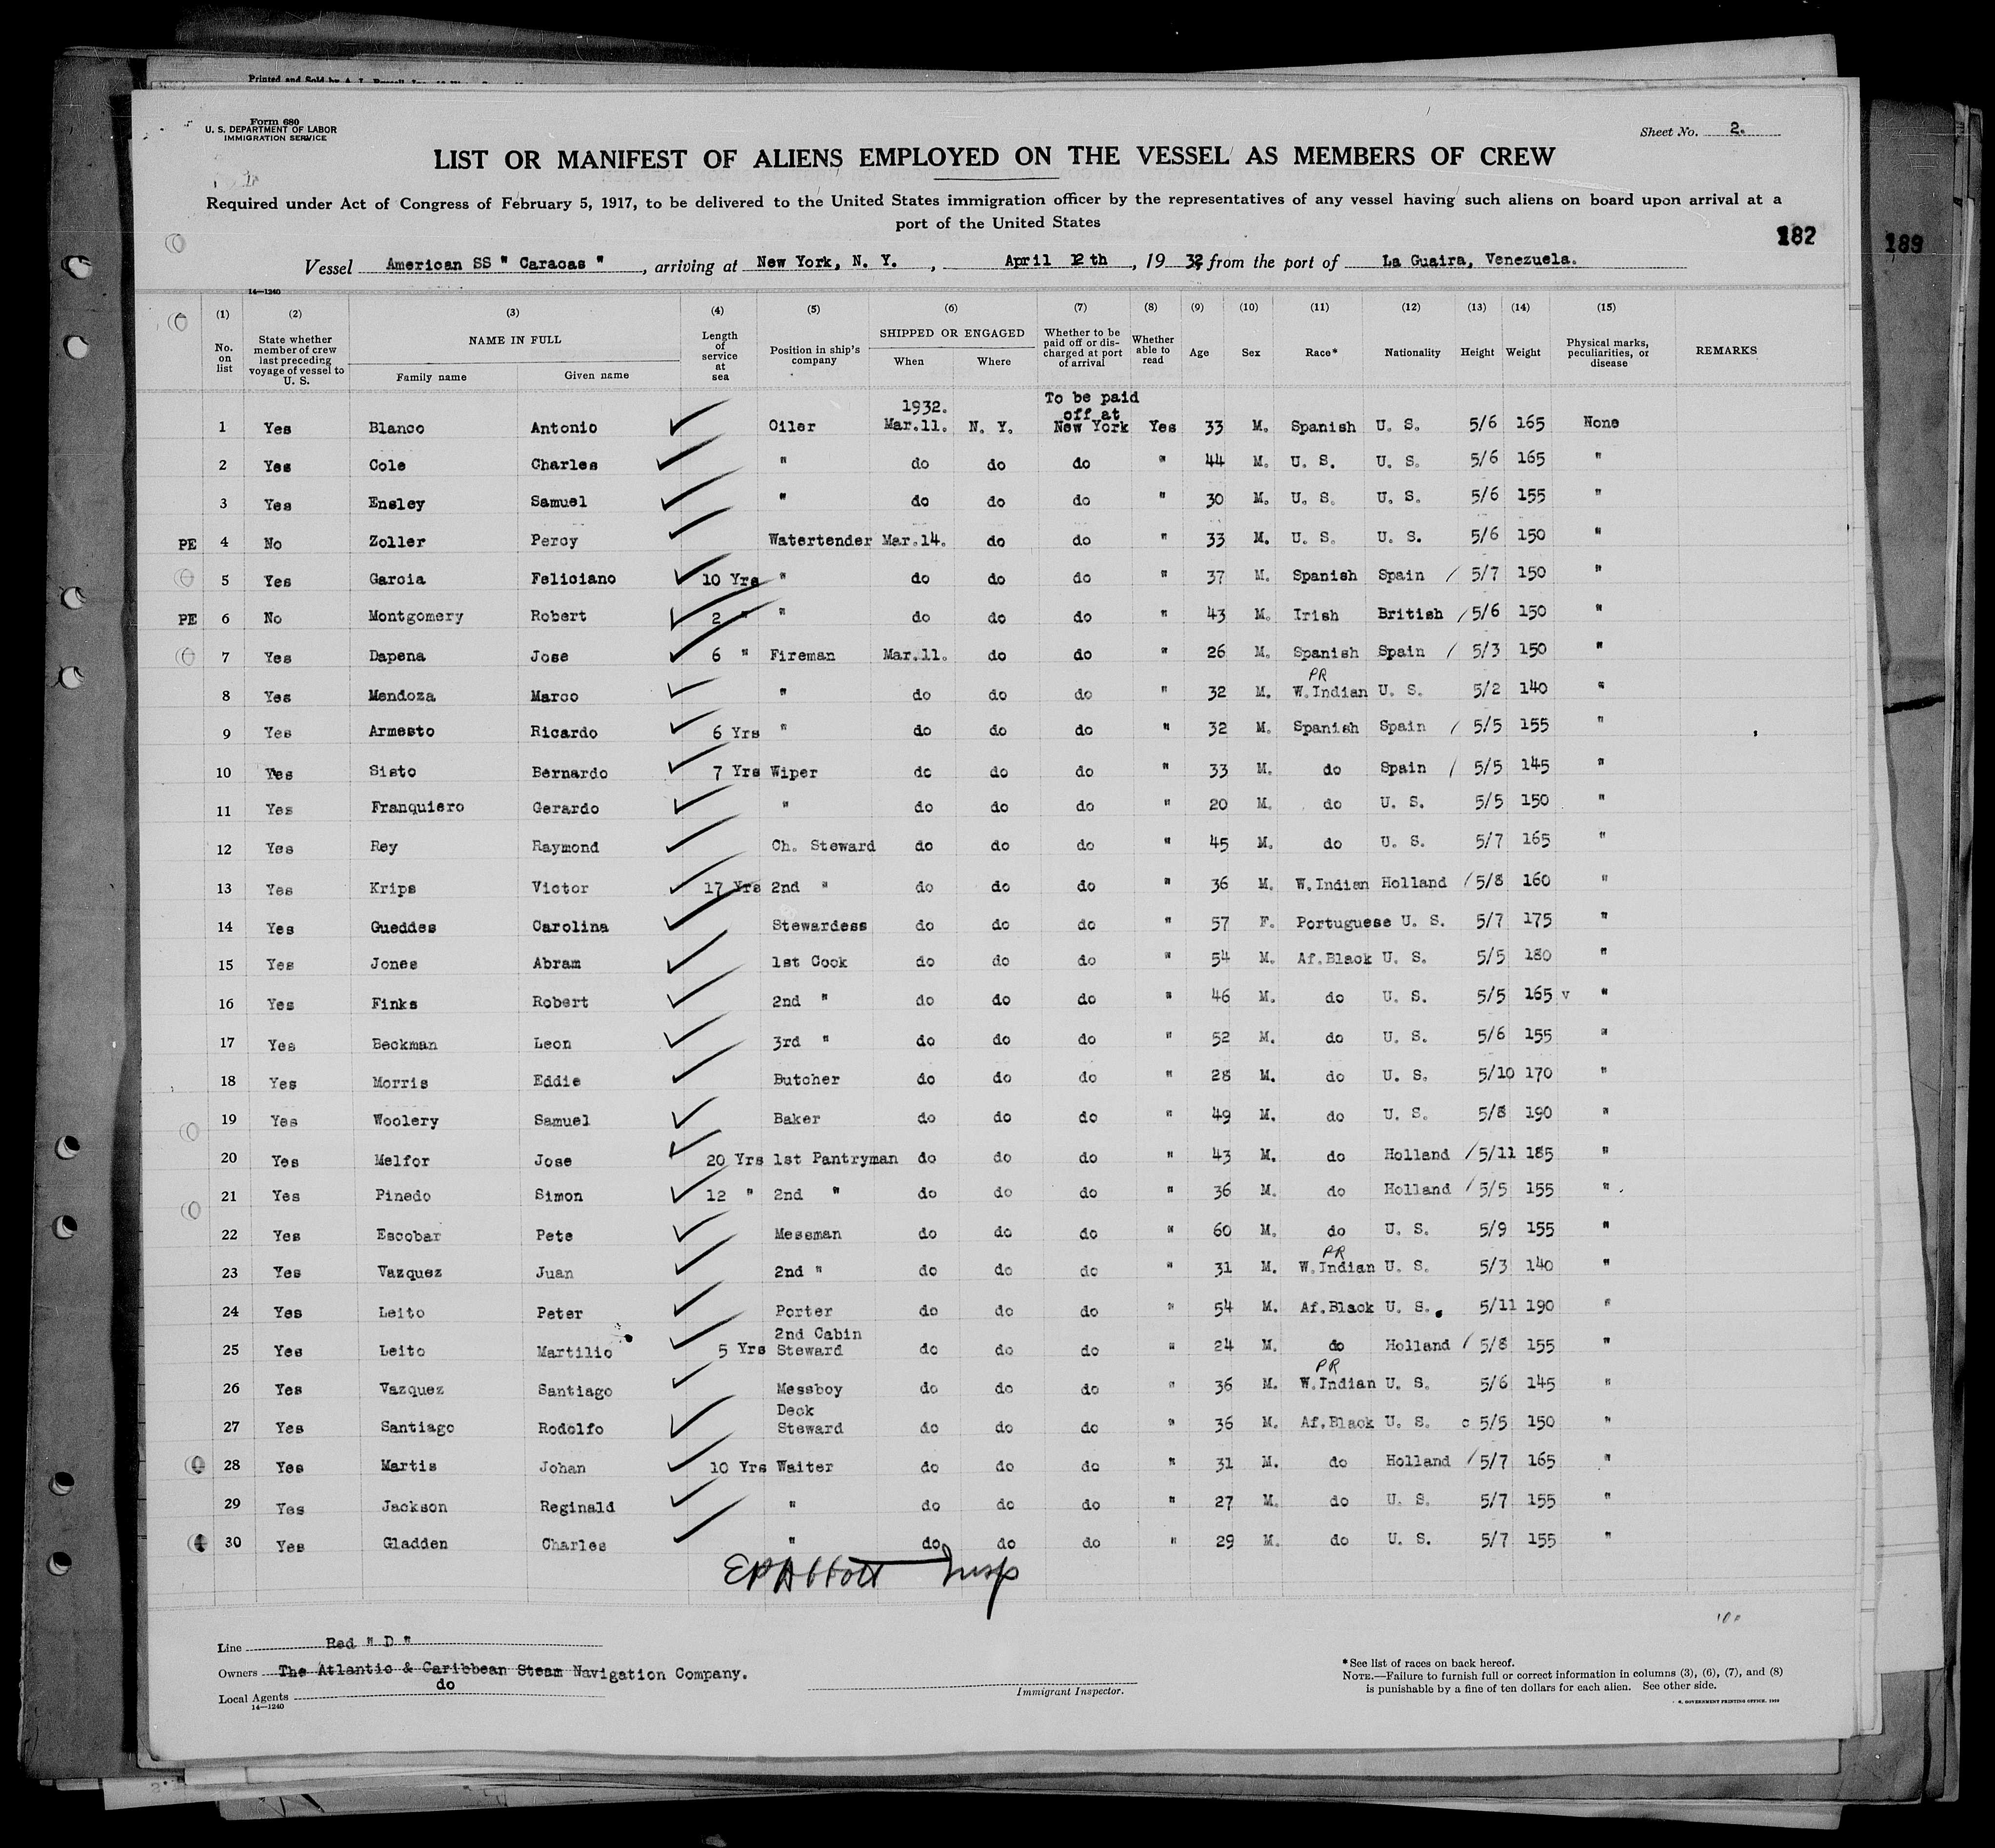 Printed and Sold by
Form 680
U. S. DEPARTMENT OF LABOR
IMMIGRATION SERVICE
Sheet No. 2.
LIST OR MANIFEST OF ALIENS EMPLOYED ON THE VESSEL AS MEMBERS OF CREW
Required under Act of Congress of February 5, 1917, to be delivered to the United States immigration officer by the representatives of any vessel having such aliens on board upon arrival at a
port of the United States
182
189
Vessel American SS " Caracas ", arriving at New York, N. Y., April 12th, 1932, from the port of La Guaira, Venezuela.
14—1240
(1) (2) (3) (4) (5) (6) (7) (8) (9) (10) (11) (12) (13) (14) (15)
No. on list
State whether member of crew last preceding voyage of vessel to U. S.
NAME IN FULL
Family name
Given name
Length of service at sea
Position in ship's company
SHIPPED OR ENGAGED
When
Where
Whether to be paid off or discharged at port of arrival
Whether able to read
Age
Sex
Race*
Nationality
Height
Weight
Physical marks, peculiarities, or disease
REMARKS
1932. To be paid off at
1 Yes Blanco Antonio Oiler Mar.11. N. Y. New York Yes 33 M. Spanish U. S. 5/6 165 None
2 Yes Cole Charles " do do do " 44 M. U. S. U. S. 5/6 165 "
3 Yes Ensley Samuel " do do do " 30 M. U. S. U. S. 5/6 155 "
PE 4 No Zoller Percy Watertender Mar.14. do do " 33 M. U. S. U. S. 5/6 150 "
5 Yes Garcia Feliciano 10 Yrs " do do do " 37 M. Spanish Spain / 5/7 150 "
PE 6 No Montgomery Robert 2 " " do do do " 43 M. Irish British / 5/6 150 "
7 Yes Dapena Jose 6 " Fireman Mar.11. do do " 26 M. Spanish Spain / 5/3 150 "
PR
8 Yes Mendoza Marco " do do do " 32 M. W.Indian U. S. 5/2 140 "
9 Yes Armesto Ricardo 6 Yrs " do do do " 32 M. Spanish Spain / 5/5 155 "
10 Yes Sisto Bernardo 7 Yrs Wiper do do do " 33 M. do Spain / 5/5 145 "
11 Yes Franquiero Gerardo " do do do " 20 M. do U. S. 5/5 150 "
12 Yes Rey Raymond Ch. Steward do do do " 45 M. do U. S. 5/7 165 "
13 Yes Krips Victor 17 Yrs 2nd " do do do " 36 M. W.Indian Holland / 5/8 160 "
14 Yes Gueddes Carolina Stewardess do do do " 57 F. Portuguese U. S. 5/7 175 "
15 Yes Jones Abram 1st Cook do do do " 54 M. Af.Black U. S. 5/5 180 "
16 Yes Finks Robert 2nd " do do do " 46 M. do U. S. 5/5 165 v "
17 Yes Beckman Leon 3rd " do do do " 52 M. do U. S. 5/6 155 "
18 Yes Morris Eddie Butcher do do do " 28 M. do U. S. 5/10 170 "
19 Yes Woolery Samuel Baker do do do " 49 M. do U. S. 5/8 190 "
20 Yes Melfor Jose 20 Yrs 1st Pantryman do do do " 43 M. do Holland / 5/11 185 "
21 Yes Pinedo Simon 12 " 2nd " do do do " 36 M. do Holland / 5/5 155 "
22 Yes Escobar Pete Messman do do do " 60 M. do U. S. 5/9 155 "
PR
23 Yes Vazquez Juan 2nd " do do do " 31 M. W.Indian U. S. 5/3 140 "
24 Yes Leito Peter Porter do do do " 54 M. Af.Black U. S. 5/11 190 "
2nd Cabin
25 Yes Leito Martilio 5 Yrs Steward do do do " 24 M. do Holland / 5/8 155 "
PR
26 Yes Vazquez Santiago Messboy do do do " 36 M. W.Indian U. S. 5/6 145 "
Deck
27 Yes Santiago Rodolfo Steward do do do " 36 M. Af.Black U. S. c 5/5 150 "
28 Yes Martis Johan 10 Yrs Waiter do do do " 31 M. do Holland / 5/7 165 "
29 Yes Jackson Reginald " do do do " 27 M. do U. S. 5/7 155 "
30 Yes Gladden Charles " do do do " 29 M. do U. S. 5/7 155 "
EP Abbott Insp
Line Red " D "
Owners The Atlantic & Caribbean Steam Navigation Company.
Local Agents do
14—1240
Immigrant Inspector.
*See list of races on back hereof.
NOTE.—Failure to furnish full or correct information in columns (3), (6), (7), and (8)
is punishable by a fine of ten dollars for each alien. See other side.
GOVERNMENT PRINTING OFFICE